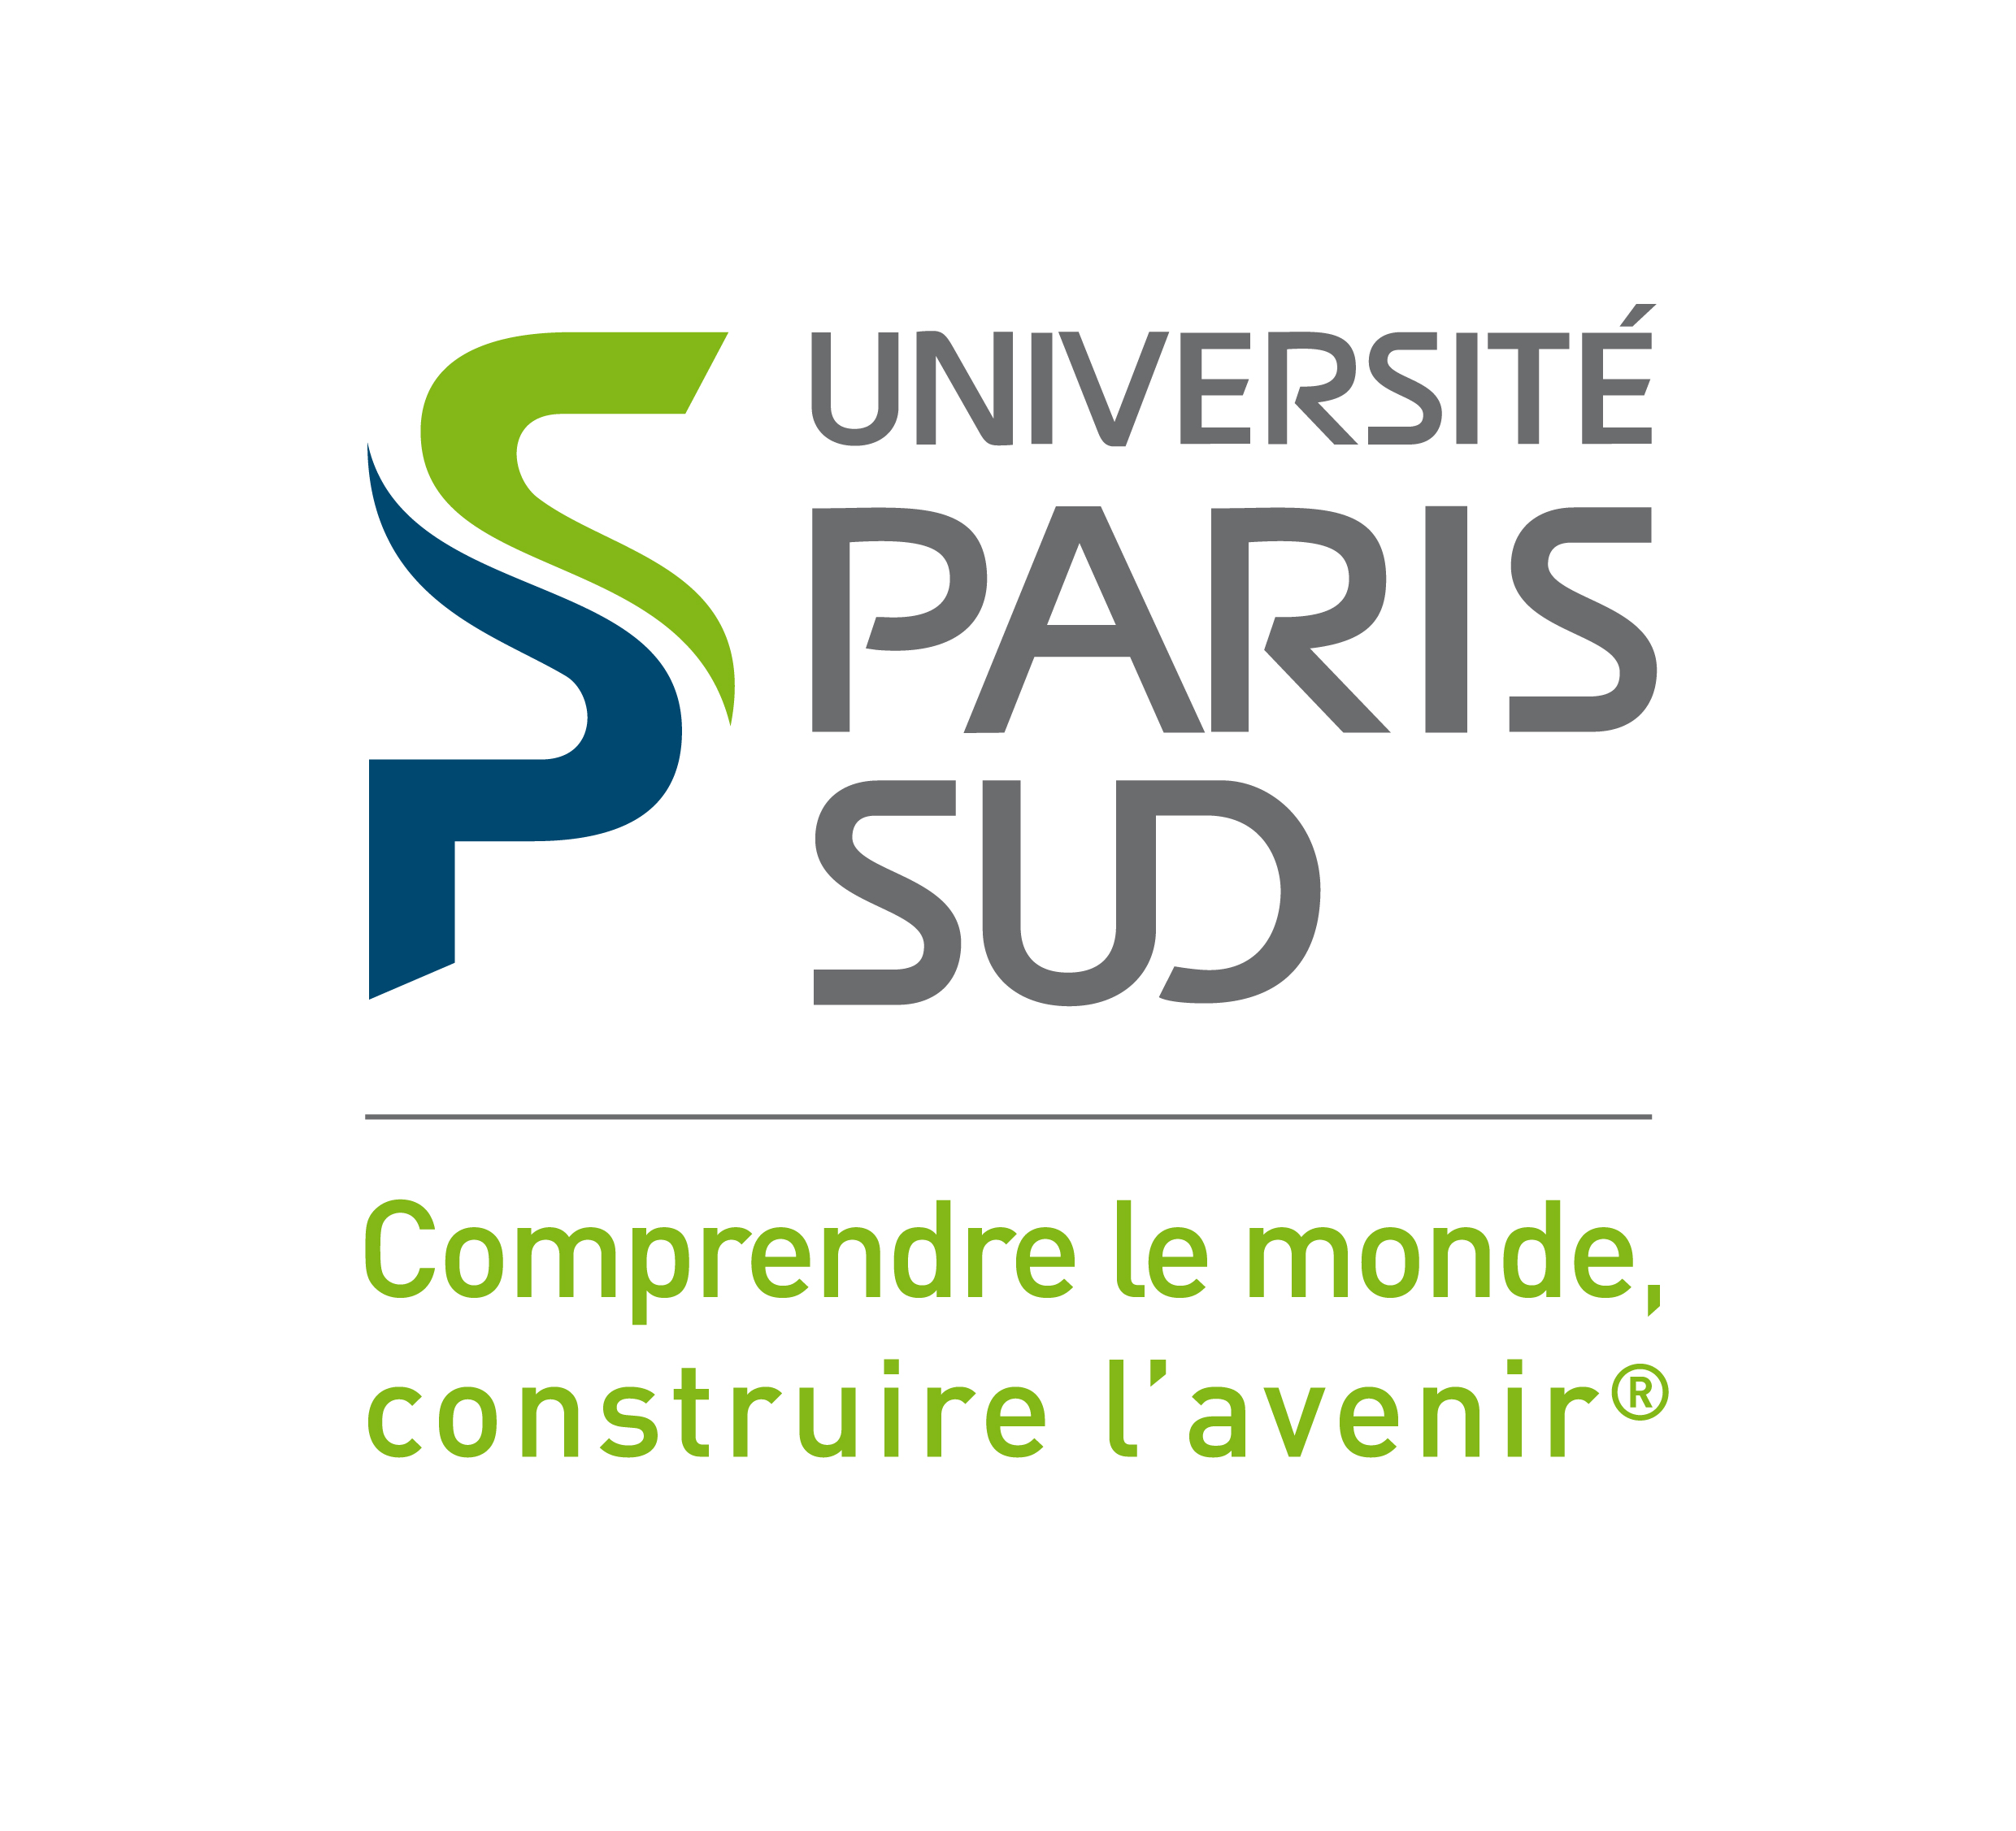 UNIVERSITÉ
PARIS
SUD
Comprendre le monde,
construire l'avenir®